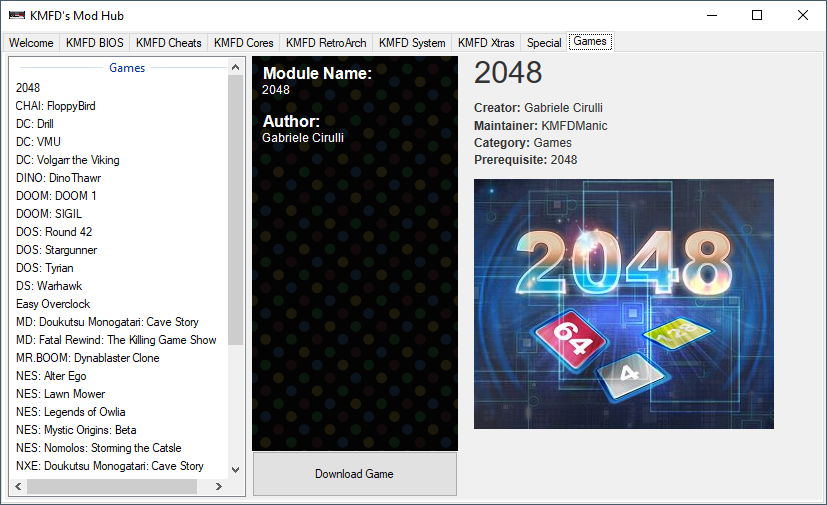 KMFD's Mod Hub
Welcome KMFD BIOS KMFD Cheats KMFD Cores KMFD RetroArch KMFD System KMFD Xtras Special Games
Games
2048
CHAI: FloppyBird
DC: Drill
DC: VMU
DC: Volgarr the Viking
DINO: DinoThawr
DOOM: DOOM 1
DOOM: SIGIL
DOS: Round 42
DOS: Stargunner
DOS: Tyrian
DS: Warhawk
Easy Overclock
MD: Doukutsu Monogatari: Cave Story
MD: Fatal Rewind: The Killing Game Show
MR.BOOM: Dynablaster Clone
NES: Alter Ego
NES: Lawn Mower
NES: Legends of Owlia
NES: Mystic Origins: Beta
NES: Nomolos: Storming the Catsle
NXE: Doukutsu Monogatari: Cave Story
Module Name:
2048
Author:
Gabriele Cirulli
Download Game
2048
Creator: Gabriele Cirulli
Maintainer: KMFDManic
Category: Games
Prerequisite: 2048
2048
64
128
4